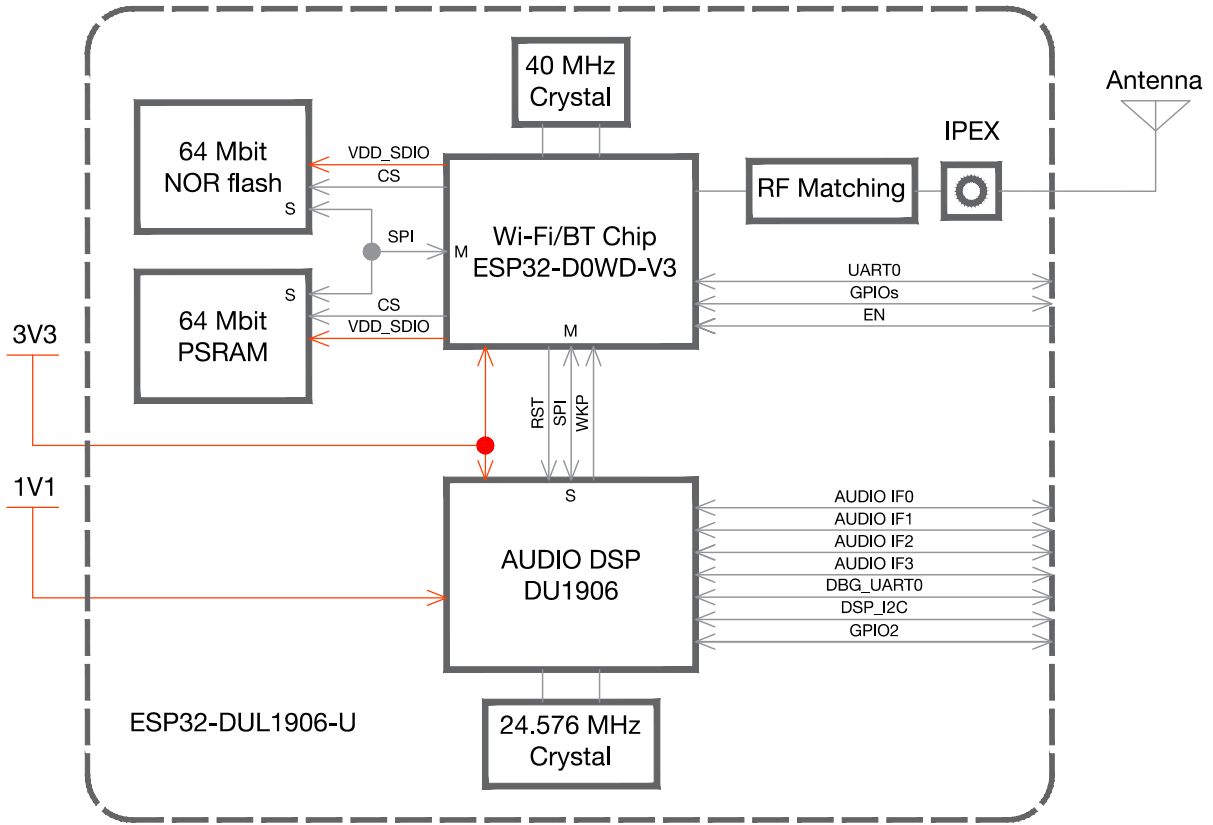 40 MHz
Crystal
Antenna
IPEX
64 Mbit
NOR flash
S
VDD_SDIO
CS
RF Matching
SPI
M
Wi-Fi/BT Chip
ESP32-D0WD-V3
M
UART0
GPIOs
EN
S
64 Mbit
PSRAM
CS
VDD_SDIO
3V3
RST
SPI
WKP
1V1
S
AUDIO DSP
DU1906
AUDIO IF0
AUDIO IF1
AUDIO IF2
AUDIO IF3
DBG_UART0
DSP_I2C
GPIO2
ESP32-DUL1906-U
24.576 MHz
Crystal